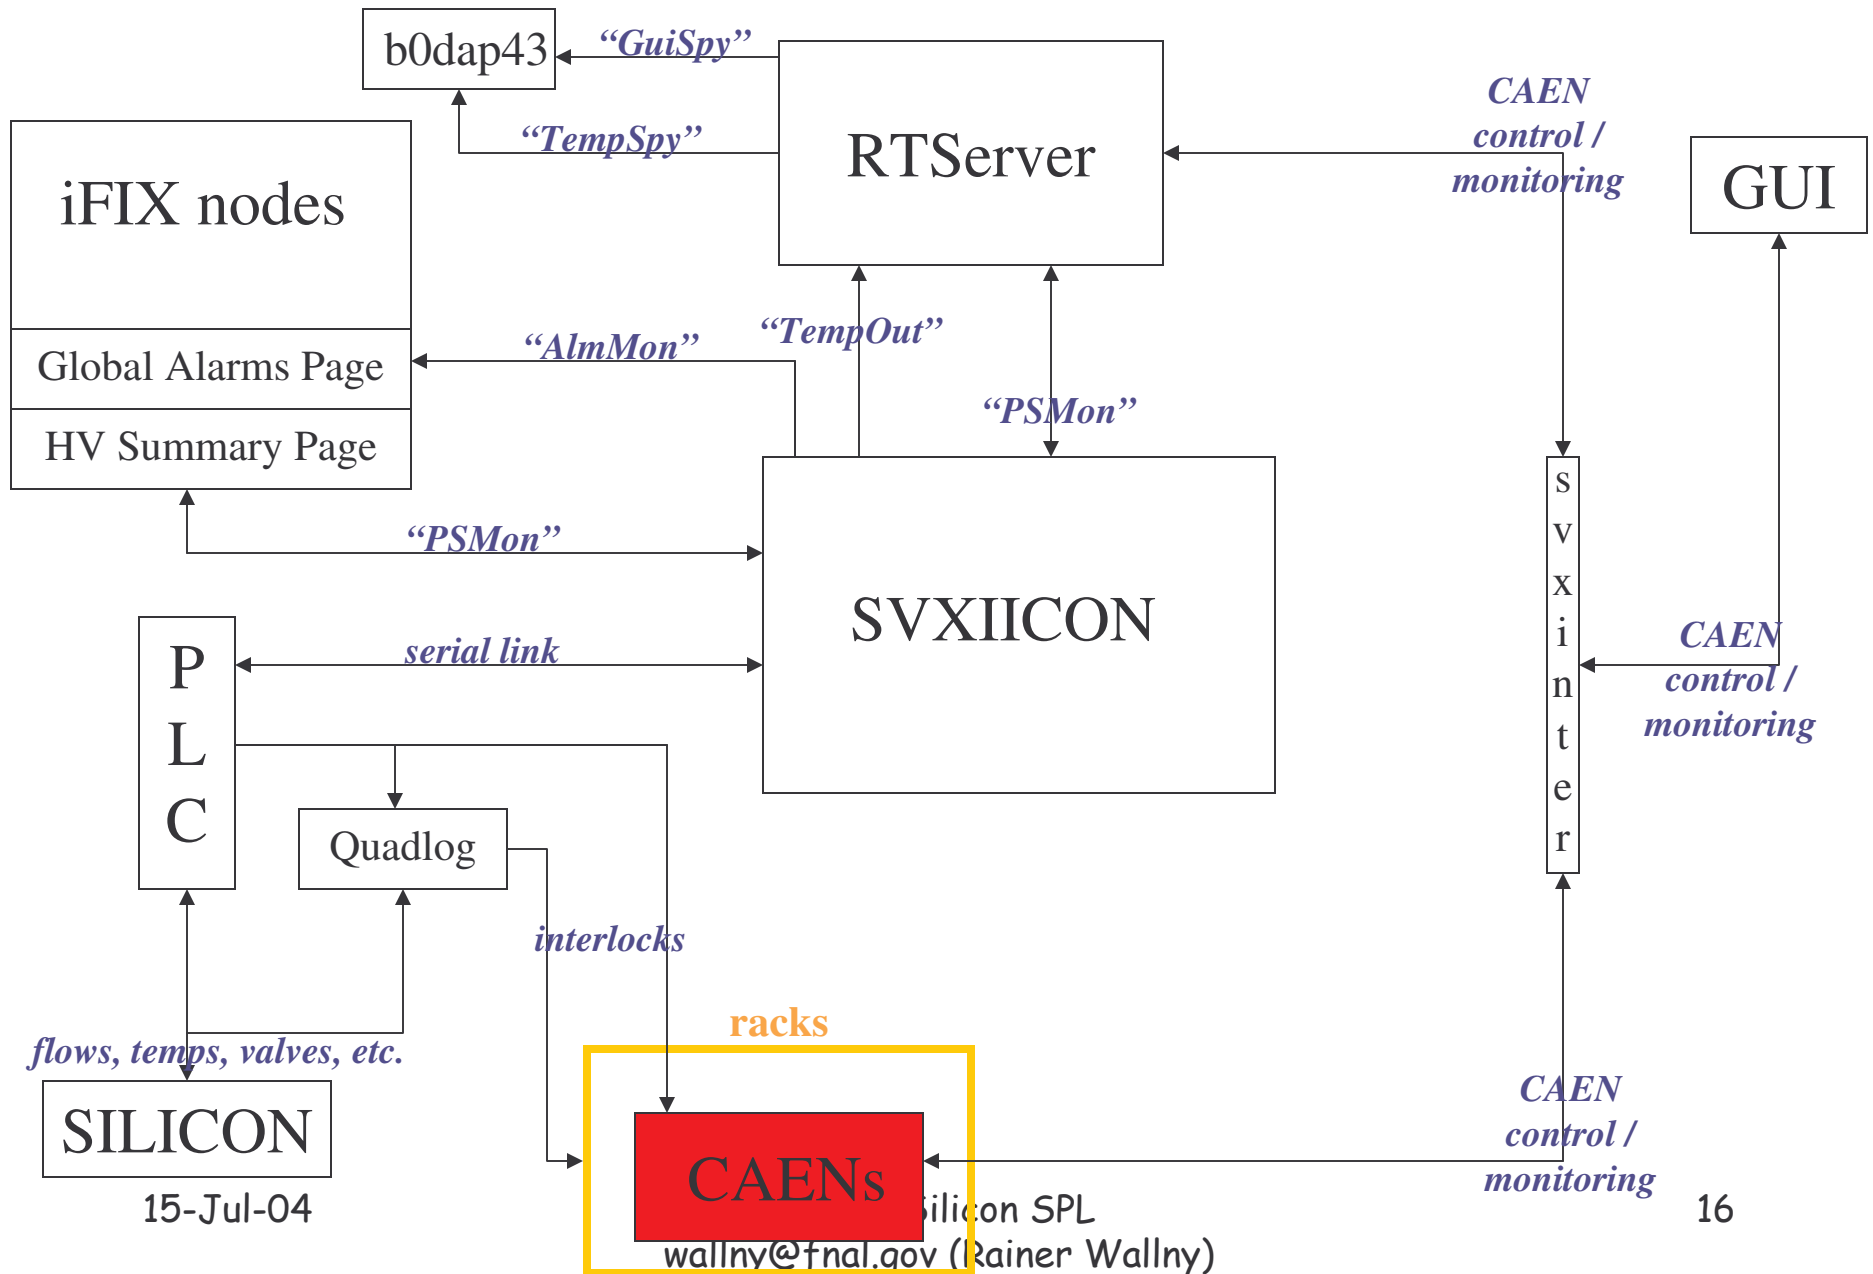 b0dap43
“GuiSpy”
“TempSpy”
RTServer
CAEN
control /
monitoring
GUI
iFIX nodes
Global Alarms Page
HV Summary Page
“AlmMon”
“TempOut”
“PSMon”
“PSMon”
SVXIICON
svxinter
CAEN
control /
monitoring
PLC
serial link
Quadlog
interlocks
flows, temps, valves, etc.
SILICON
racks
CAENs
CAEN
control /
monitoring
15-Jul-04
SPL
16
wallny@fnal.gov (Rainer Wallny)